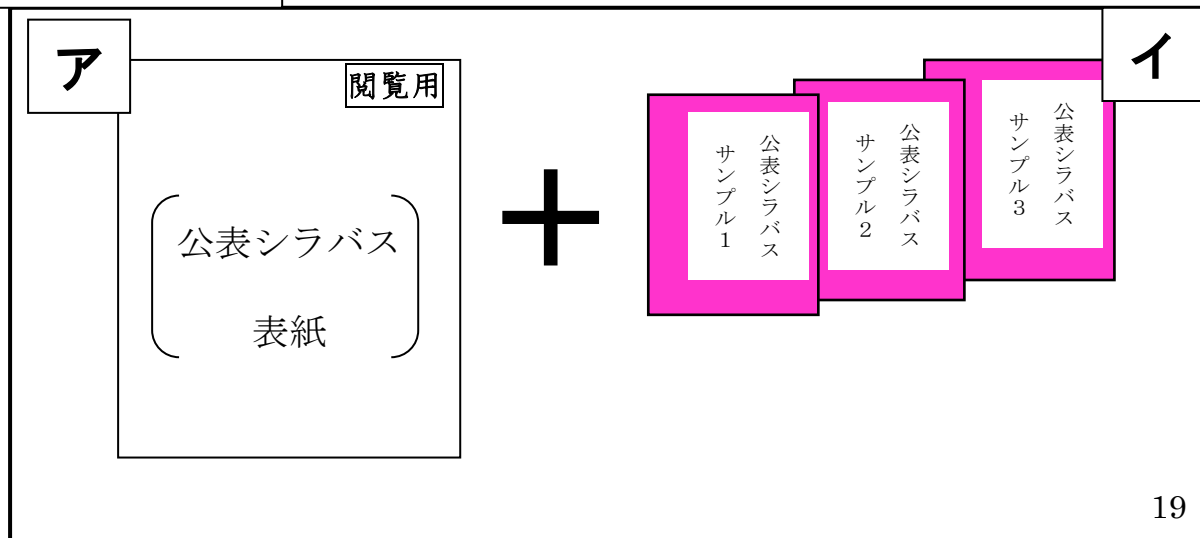 ア
閲覧用
公表シラバス
表紙
＋
公表シラバス
サンプル１
公表シラバス
サンプル２
公表シラバス
サンプル３
イ
19